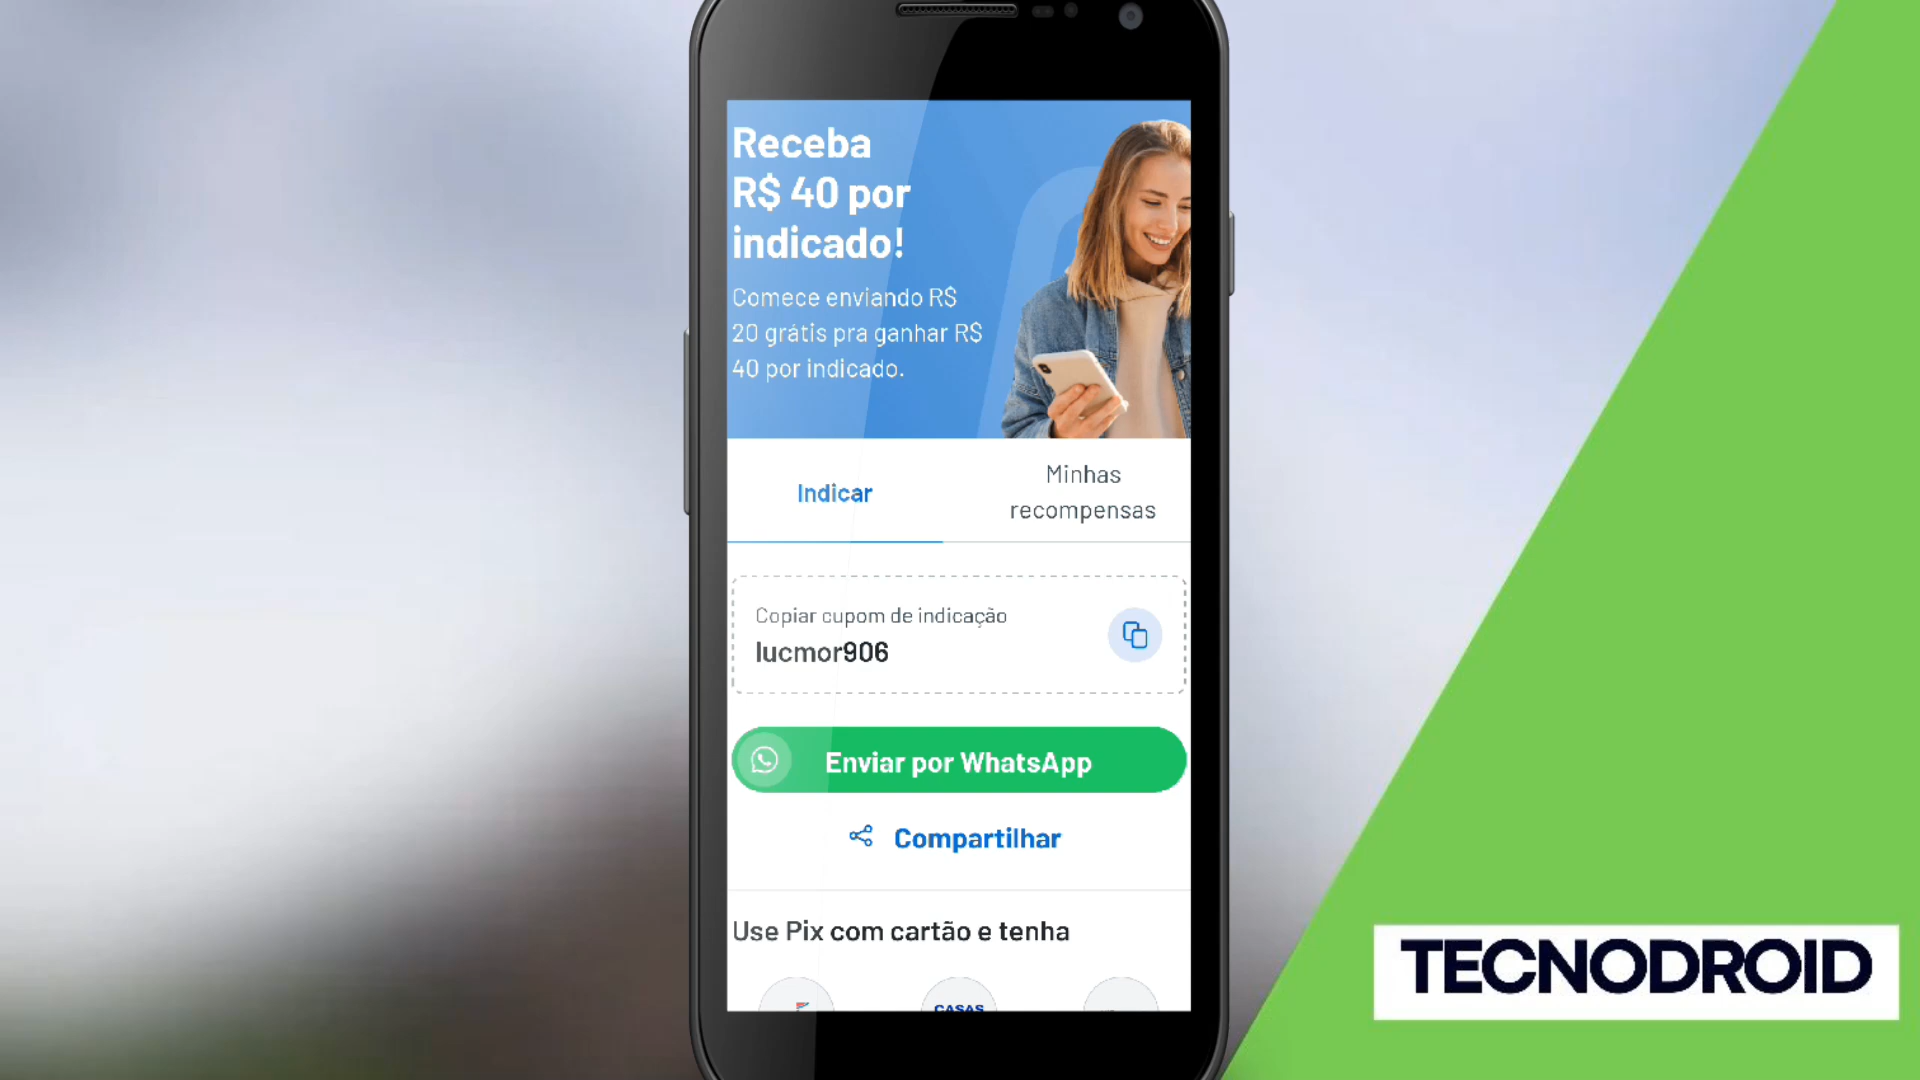 Receba
R$ 40 por
indicado!
Comece enviando R$
20 grátis pra ganhar R$
40 por indicado.
Indicar
Minhas
recompensas
Copiar cupom de indicação
lucmor906
Enviar por WhatsApp
Compartilhar
Use Pix com cartão e tenha
CASAS
TECNODROID